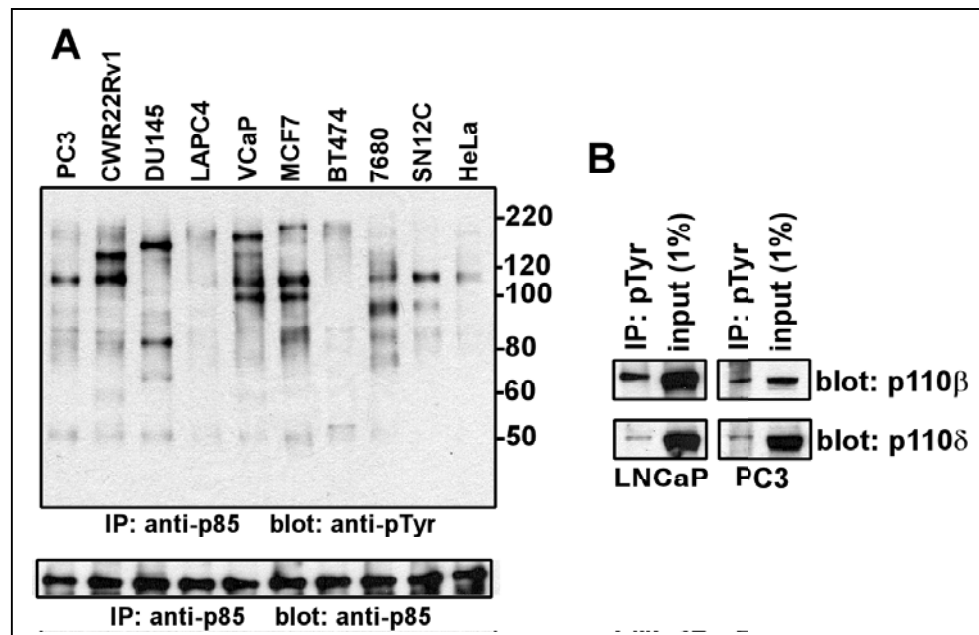 A
PC3
CWR22Rv1
DU145
LAPC4
VCaP
MCF7
BT474
7680
SN12C
HeLa
-220
-120
-100
-80
-60
-50
IP: anti-p85 blot: anti-pTyr
IP: anti-p85 blot: anti-p85
B
IP: pTyr
input (1%)
IP: pTyr
input (1%)
blot: p110β
blot: p110δ
LNCaP PC3